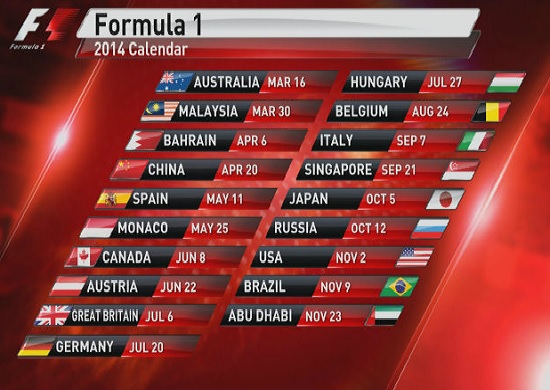 Formula 1
Formula 1
2014 Calendar
AUSTRALIA MAR 16
MALAYSIA MAR 30
BAHRAIN APR 6
CHINA APR 20
SPAIN MAY 11
MONACO MAY 25
CANADA JUN 8
AUSTRIA JUN 22
GREAT BRITAIN JUL 6
GERMANY JUL 20
HUNGARY JUL 27
BELGIUM AUG 24
ITALY SEP 7
SINGAPORE SEP 21
JAPAN OCT 5
RUSSIA OCT 12
USA NOV 2
BRAZIL NOV 9
ABU DHABI NOV 23